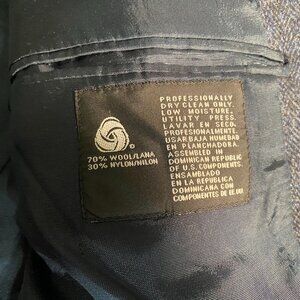 70% WOOL/LANA
30% NYLON/NILON
PROFESSIONALLY
DRY CLEAN ONLY.
LOW MOISTURE.
UTILITY PRESS.
LAVAR EN SECO.
PROFESIONALMENTE.
USAR BAJA HUMEDAD
EN PLANCHADORA.
ASSEMBLED IN
DOMINICAN REPUBLIC
OF U.S. COMPONENTS.
ENSAMBLADO
EN LA REPUBLICA
DOMINICANA CON
COMPONENTES DE EE.UU.